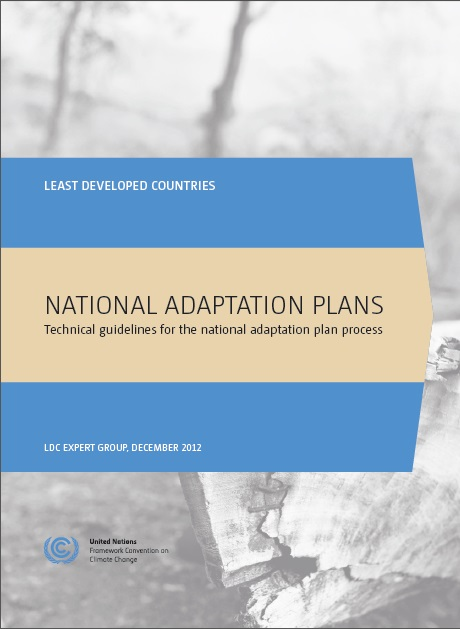 LEAST DEVELOPED COUNTRIES
NATIONAL ADAPTATION PLANS
Technical guidelines for the national adaptation plan process
LDC EXPERT GROUP, DECEMBER 2012
United Nations
Framework Convention on
Climate Change